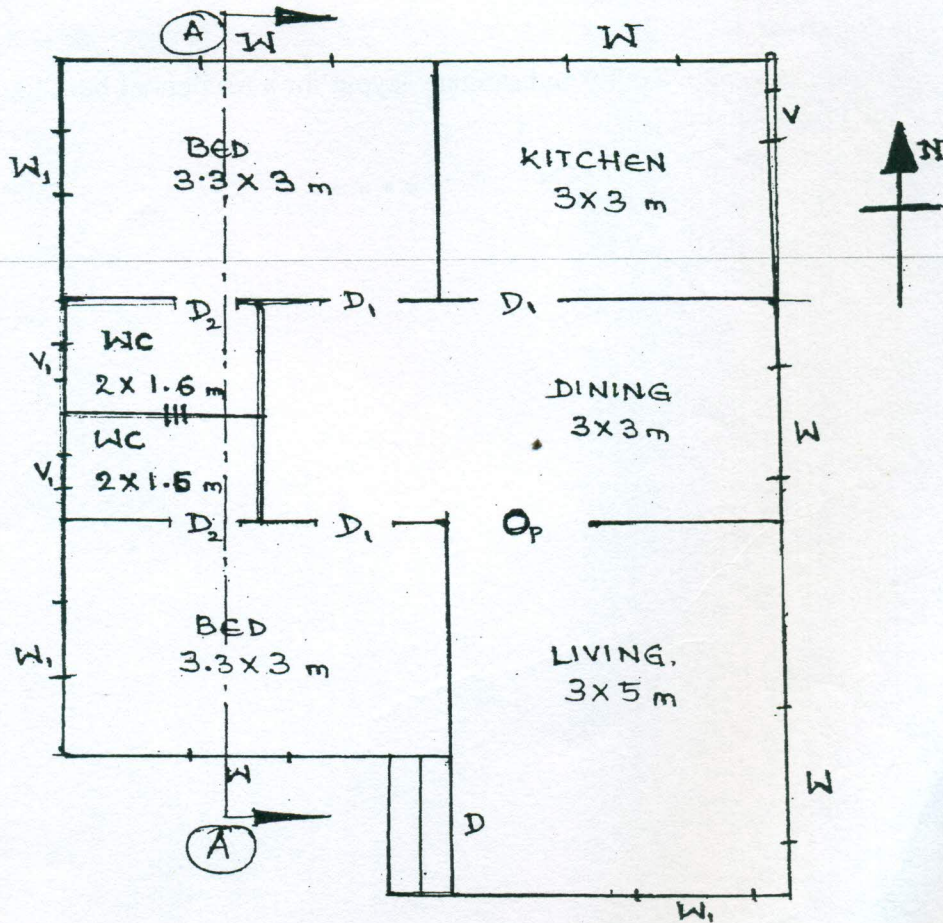 A
W
W
V
N
W₁
BED
3.3 X 3 m
KITCHEN
3X3 m
D₂
D₁
D₁
V₁
WC
2 X 1.6 m
DINING
3X3 m
W
V₁
WC
2 X 1.5 m
D₂
D₁
Op
W₁
BED
3.3 X 3 m
LIVING.
3X5 m
W
W
D
A
W₁